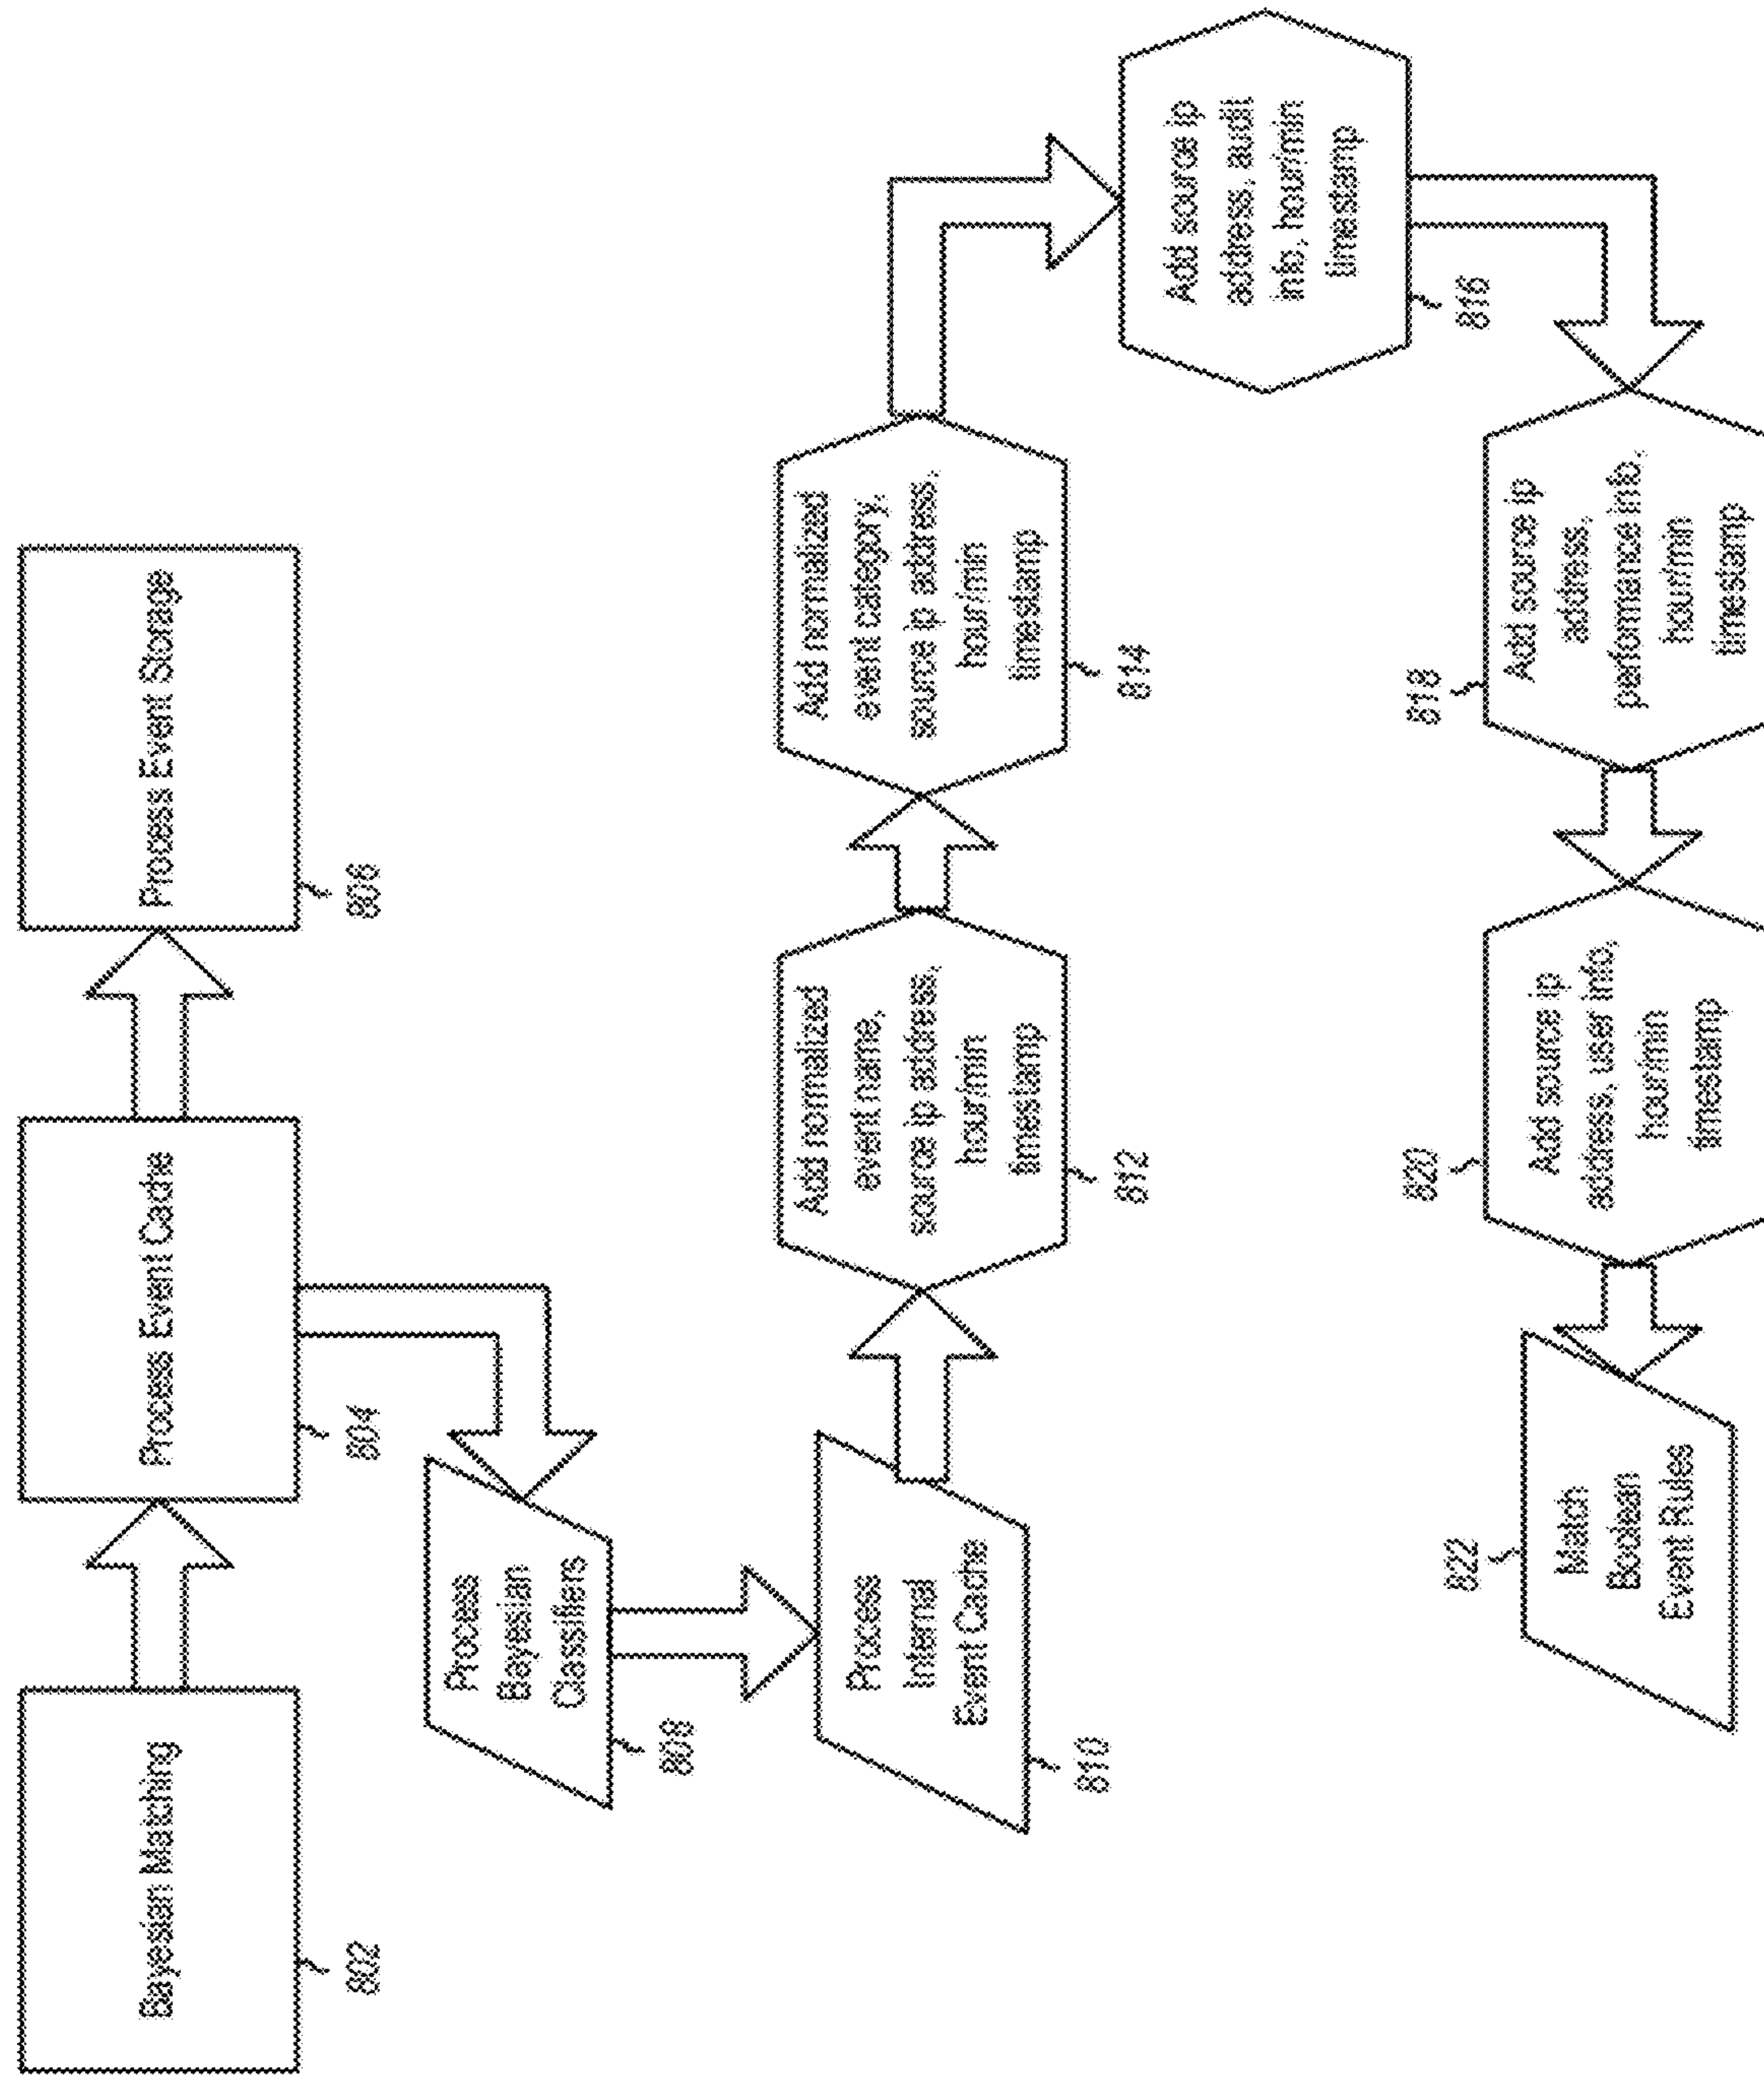 Bayesian Matching
802
Process Event Cache
804
Process Event Storage
806
Process
Bayesian
Classifiers
808
Process
Internal
Event Cache
810
Add normalized
event name,
source ip address,
hour/min
timestamp
812
Add normalized
event category,
source ip address,
hour/min
timestamp
814
Add source ip
address, audit
info, hour/min
timestamp
816
Add source ip
address,
performance info,
hour/min
timestamp
818
Add source ip
address, user info,
hour/min
timestamp
820
Match
Boolean
Event Rules
822